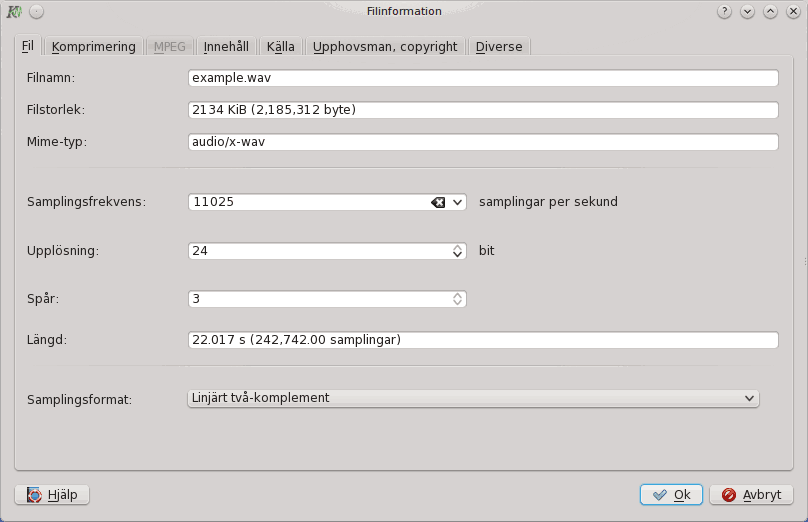 Filinformation
Fil Komprimering MPEG Innehåll Källa Upphovsman, copyright Diverse
Filnamn: example.wav
Filstorlek: 2134 KiB (2,185,312 byte)
Mime-typ: audio/x-wav
Samplingsfrekvens: 11025 samplingar per sekund
Upplösning: 24 bit
Spår: 3
Längd: 22.017 s (242,742.00 samplingar)
Samplingsformat: Linjärt två-komplement
Hjälp Ok Avbryt